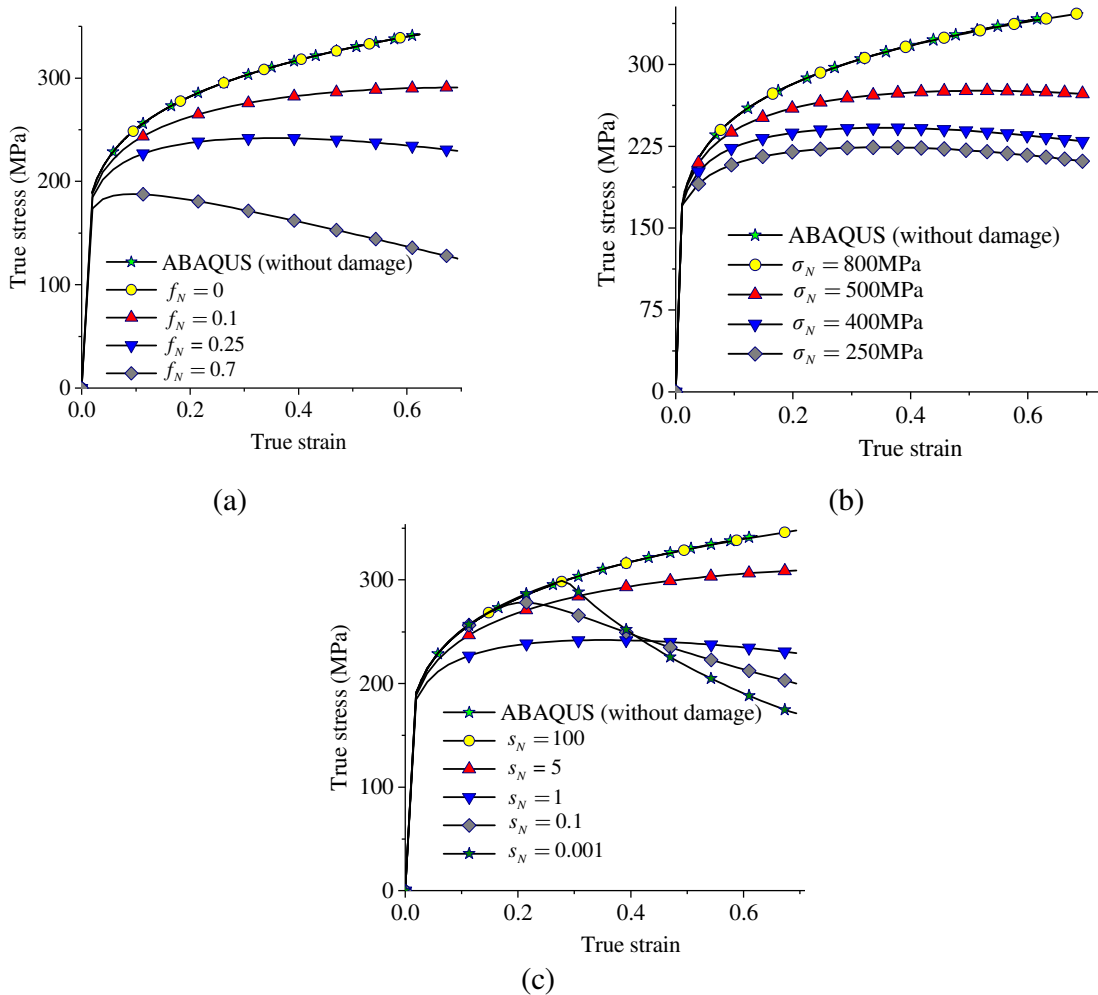 True stress (MPa)
300
200
100
0
ABAQUS (without damage)
f_N = 0
f_N = 0.1
f_N = 0.25
f_N = 0.7
0.0 0.2 0.4 0.6
True strain
(a)
True stress (MPa)
300
225
150
75
0
ABAQUS (without damage)
σ_N = 800MPa
σ_N = 500MPa
σ_N = 400MPa
σ_N = 250MPa
0.0 0.2 0.4 0.6
True strain
(b)
True stress (MPa)
300
200
100
0
ABAQUS (without damage)
s_N = 100
s_N = 5
s_N = 1
s_N = 0.1
s_N = 0.001
0.0 0.2 0.4 0.6
True strain
(c)